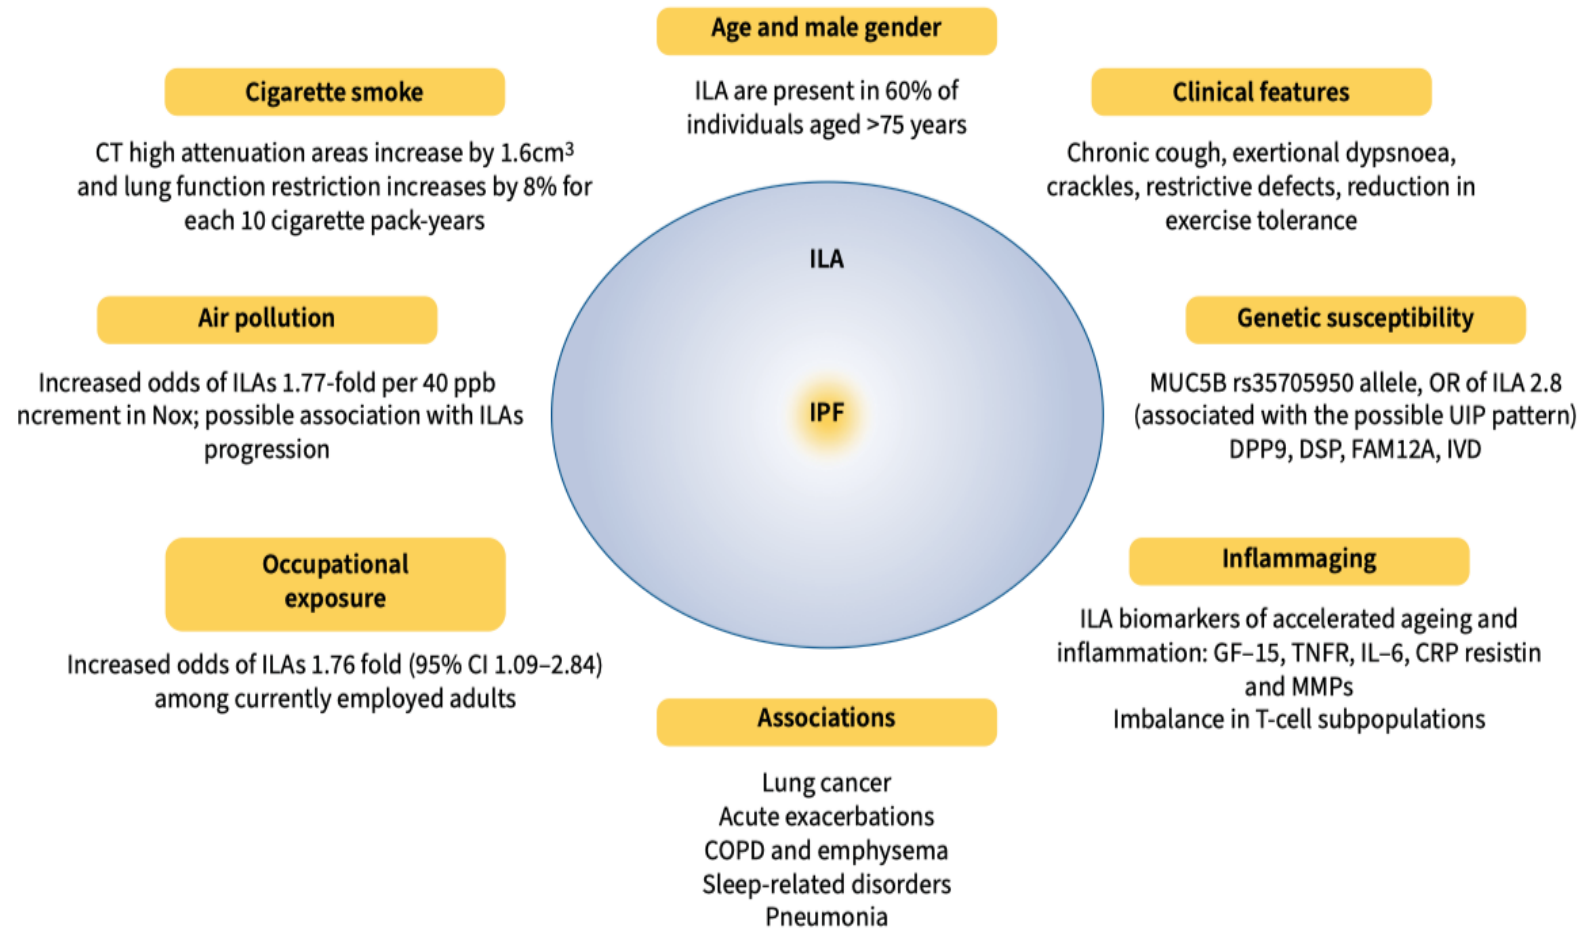 Age and male gender
ILA are present in 60% of
individuals aged >75 years
Cigarette smoke
CT high attenuation areas increase by 1.6cm³
and lung function restriction increases by 8% for
each 10 cigarette pack-years
Clinical features
Chronic cough, exertional dypsnoea,
crackles, restrictive defects, reduction in
exercise tolerance
ILA
IPF
Air pollution
Increased odds of ILAs 1.77-fold per 40 ppb
ncrement in Nox; possible association with ILAs
progression
Genetic susceptibility
MUC5B rs35705950 allele, OR of ILA 2.8
(associated with the possible UIP pattern)
DPP9, DSP, FAM12A, IVD
Occupational
exposure
Increased odds of ILAs 1.76 fold (95% CI 1.09–2.84)
among currently employed adults
Inflammaging
ILA biomarkers of accelerated ageing and
inflammation: GF–15, TNFR, IL–6, CRP resistin
and MMPs
Imbalance in T-cell subpopulations
Associations
Lung cancer
Acute exacerbations
COPD and emphysema
Sleep-related disorders
Pneumonia